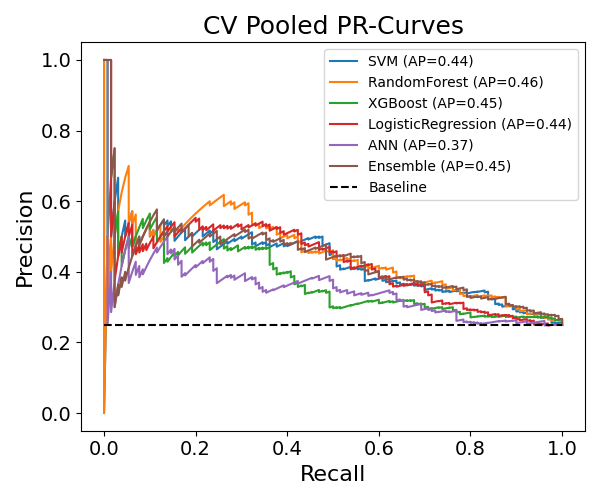 CV Pooled PR-Curves
SVM (AP=0.44)
RandomForest (AP=0.46)
XGBoost (AP=0.45)
LogisticRegression (AP=0.44)
ANN (AP=0.37)
Ensemble (AP=0.45)
Baseline
Precision
1.0
0.8
0.6
0.4
0.2
0.0
0.0 0.2 0.4 0.6 0.8 1.0
Recall